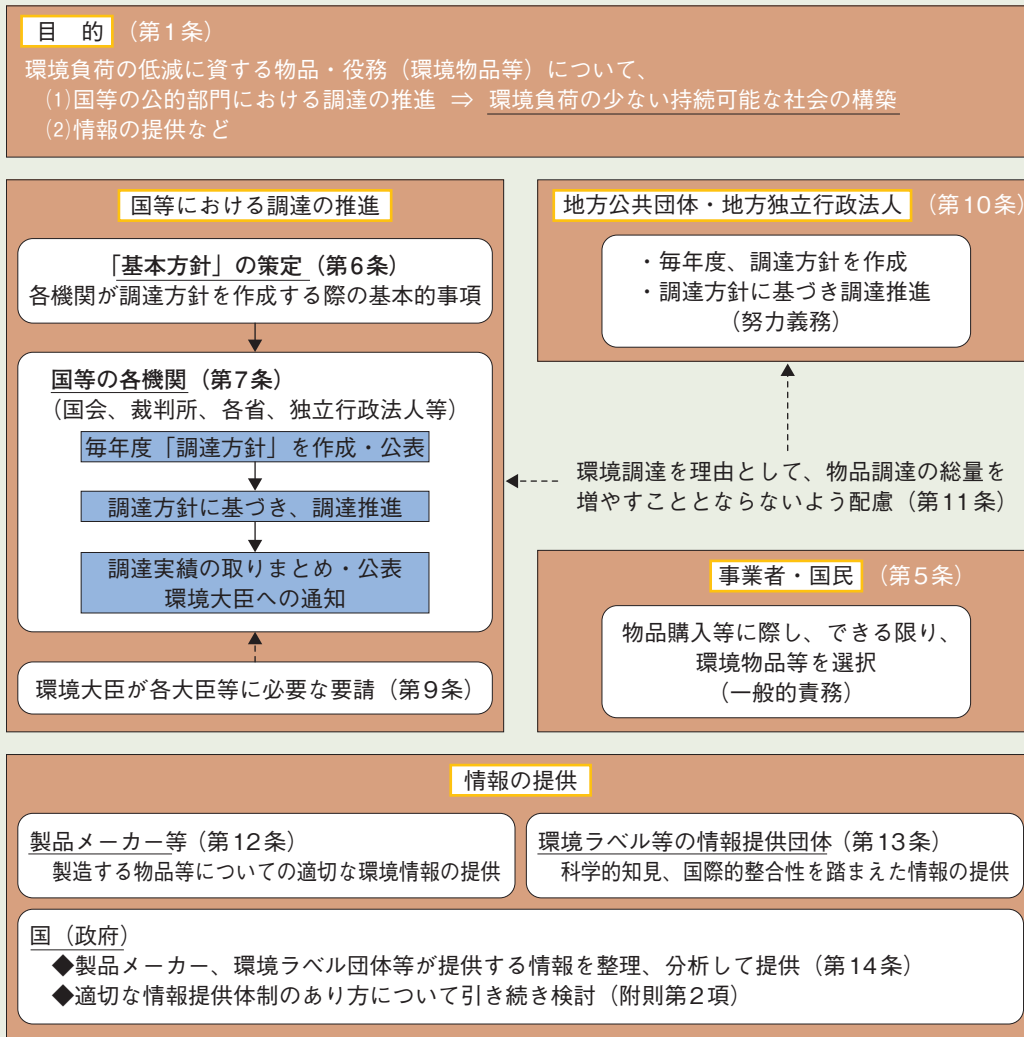 目 的 (第1条)
環境負荷の低減に資する物品・役務（環境物品等）について、
(1)国等の公的部門における調達の推進 ⇒ 環境負荷の少ない持続可能な社会の構築
(2)情報の提供など
国等における調達の推進
「基本方針」の策定（第6条）
各機関が調達方針を作成する際の基本的事項
国等の各機関（第7条）
（国会、裁判所、各省、独立行政法人等）
毎年度「調達方針」を作成・公表
調達方針に基づき、調達推進
調達実績の取りまとめ・公表
環境大臣への通知
環境大臣が各大臣等に必要な要請（第9条）
地方公共団体・地方独立行政法人（第10条）
・毎年度、調達方針を作成
・調達方針に基づき調達推進
（努力義務）
環境調達を理由として、物品調達の総量を
増やすこととならないよう配慮（第11条）
事業者・国民（第5条）
物品購入等に際し、できる限り、
環境物品等を選択
（一般的責務）
情報の提供
製品メーカー等（第12条）
製造する物品等についての適切な環境情報の提供
環境ラベル等の情報提供団体（第13条）
科学的知見、国際的整合性を踏まえた情報の提供
国（政府）
◆製品メーカー、環境ラベル団体等が提供する情報を整理、分析して提供（第14条）
◆適切な情報提供体制のあり方について引き続き検討（附則第2項）